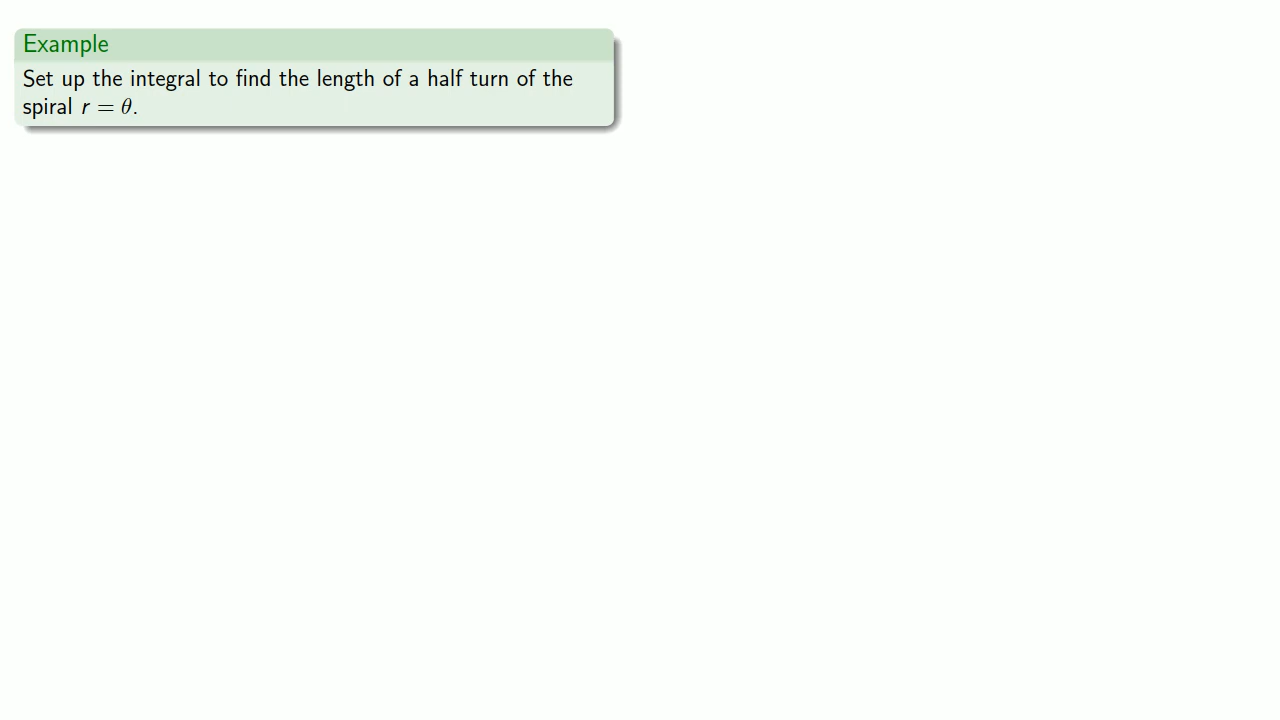 Example
Set up the integral to find the length of a half turn of the
spiral r = θ.